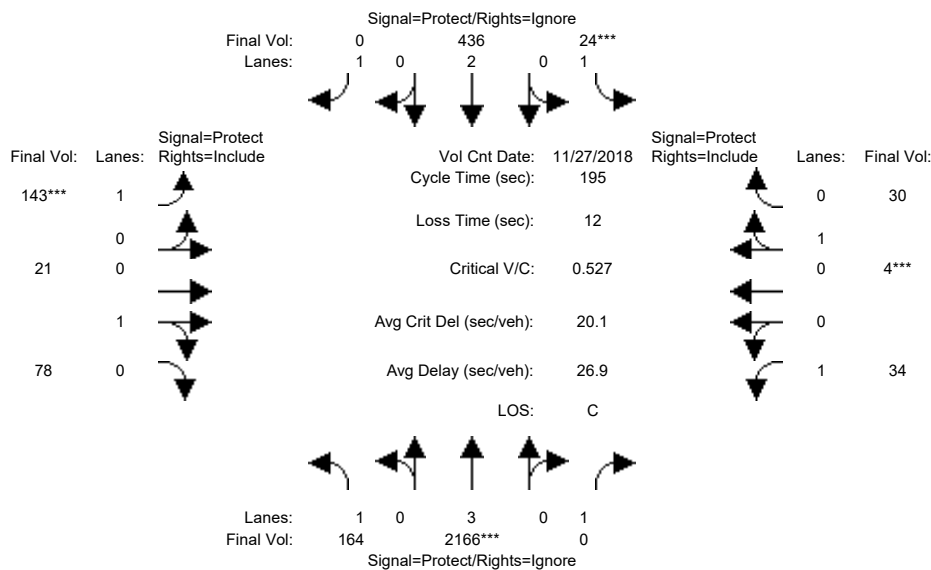 Signal=Protect/Rights=Ignore
Final Vol: 0 436 24***
Lanes: 1 0 2 0 1
Signal=Protect
Final Vol: Lanes: Rights=Include
Vol Cnt Date: 11/27/2018
Signal=Protect
Rights=Include Lanes: Final Vol:
Cycle Time (sec): 195
143*** 1
0 30
Loss Time (sec): 12
0
1
21 0
Critical V/C: 0.527
0 4***
1
Avg Crit Del (sec/veh): 20.1
0
78 0
Avg Delay (sec/veh): 26.9
1 34
LOS: C
Lanes: 1 0 3 0 1
Final Vol: 164 2166*** 0
Signal=Protect/Rights=Ignore